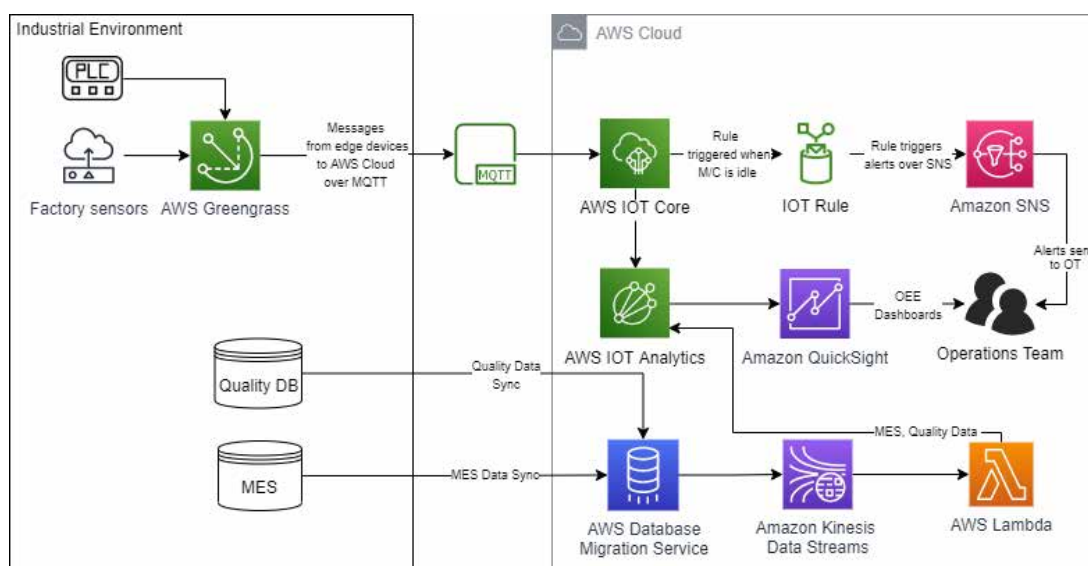 Industrial Environment
AWS Cloud
PLC
Factory sensors
AWS Greengrass
Messages
from edge devices
to AWS Cloud
over MQTT
MQTT
AWS IOT Core
Rule
triggered when
M/C is idle
IOT Rule
Rule triggers
alerts over SNS
Amazon SNS
Alerts sen
to OT
AWS IOT Analytics
Amazon QuickSight
OEE
Dashboards
Operations Team
Quality DB
Quality Data
Sync
MES
MES Data Sync
MES, Quality Data
AWS Database
Migration Service
Amazon Kinesis
Data Streams
AWS Lambda